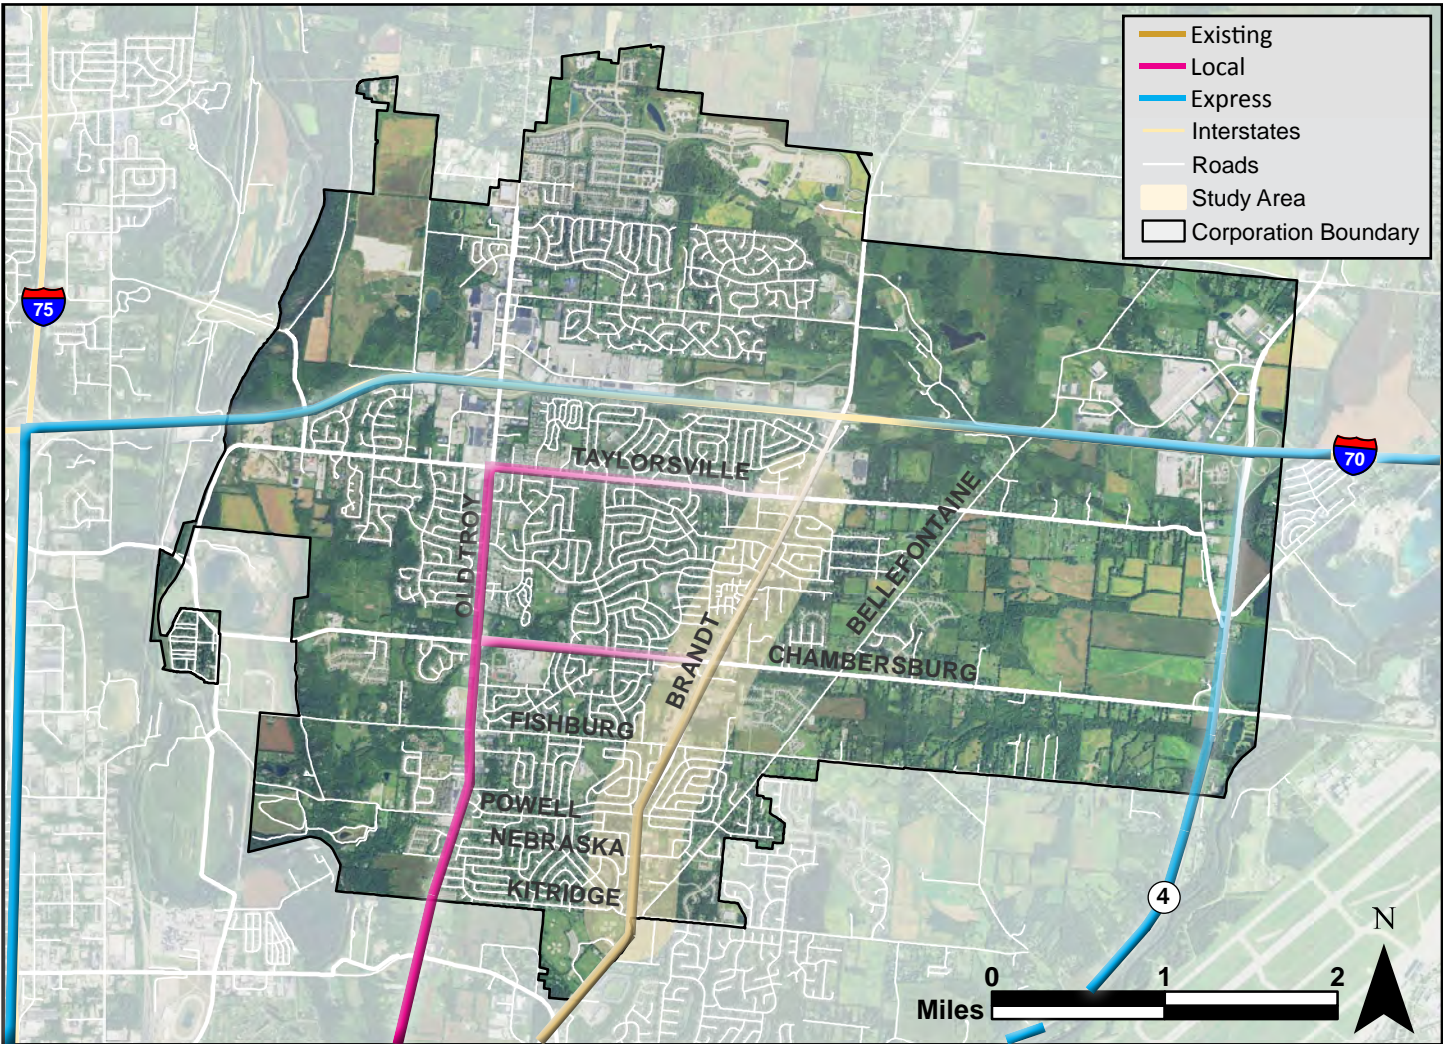 Existing
Local
Express
Interstates
Roads
Study Area
Corporation Boundary
75
70
TAYLORSVILLE
OLD TROY
BELLEFONTAINE
BRANDT
CHAMBERSBURG
FISHBURG
POWELL
NEBRASKA
KITRIDGE
4
N
0 1 2
Miles